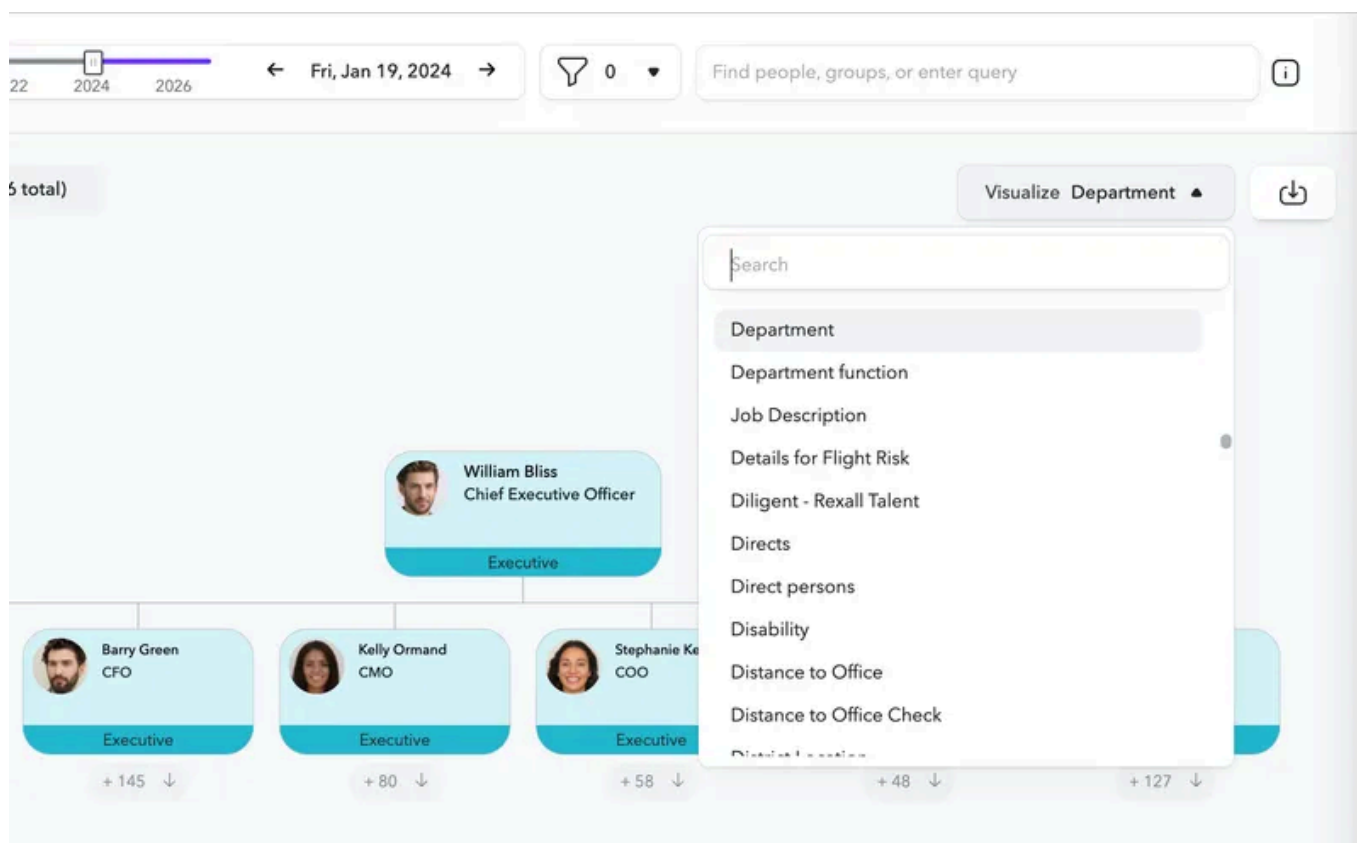 22 2024 2026
Fri, Jan 19, 2024
0
Find people, groups, or enter query
i
6 total)
Visualize Department
Search
Department
Department function
Job Description
Details for Flight Risk
Diligent - Rexall Talent
Directs
Direct persons
Disability
Distance to Office
Distance to Office Check
District Location
William Bliss
Chief Executive Officer
Executive
Barry Green
CFO
Executive
+ 145
Kelly Ormand
CMO
Executive
+ 80
Stephanie Ke
COO
Executive
+ 58
+ 48
+ 127